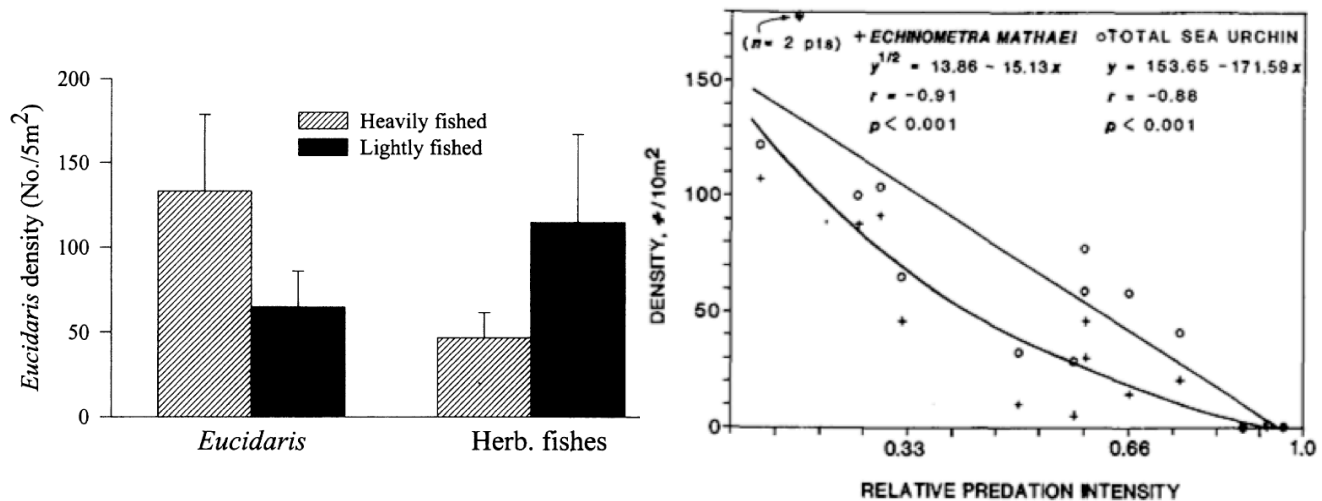 Eucidaris density (No./5m²)
200
150
100
50
0
Heavily fished
Lightly fished
Eucidaris
Herb. fishes
DENSITY, #/10m²
150
100
50
0
(n= 2 pts)
+ ECHINOMETRA MATHAEI
y^1/2 = 13.86 - 15.13x
r = -0.91
p < 0.001
o TOTAL SEA URCHIN
y = 153.65 -171.59x
r = -0.88
p < 0.001
0.33
0.66
1.0
RELATIVE PREDATION INTENSITY